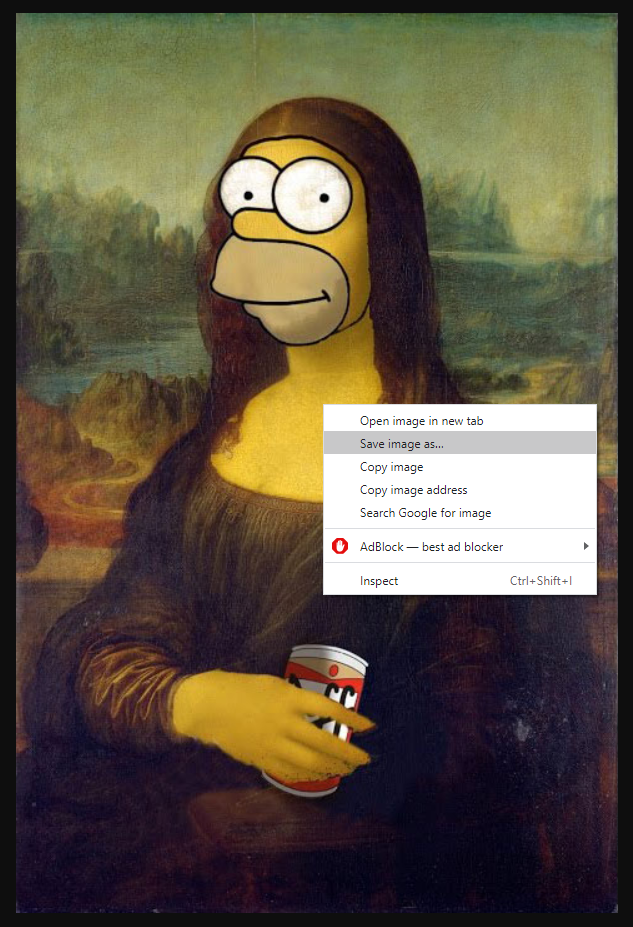 Open image in new tab
Save image as...
Copy image
Copy image address
Search Google for image
AdBlock — best ad blocker
Inspect Ctrl+Shift+I